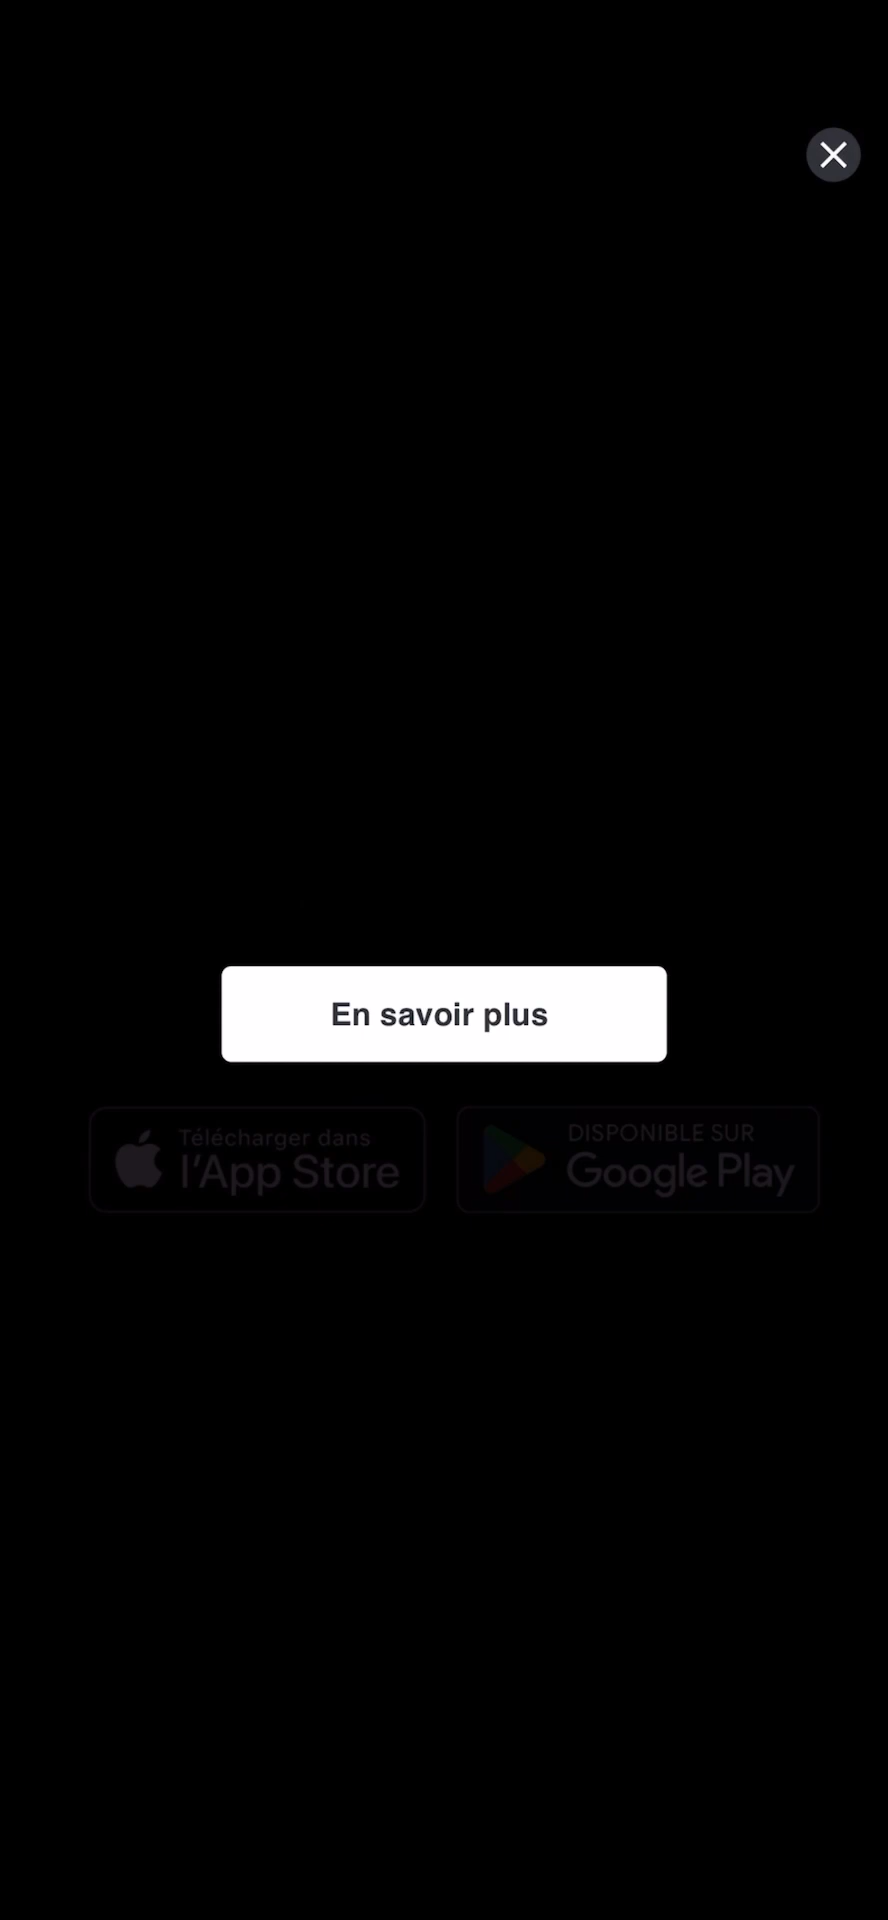 En savoir plus
Télécharger dans
l'App Store
DISPONIBLE SUR
Google Play